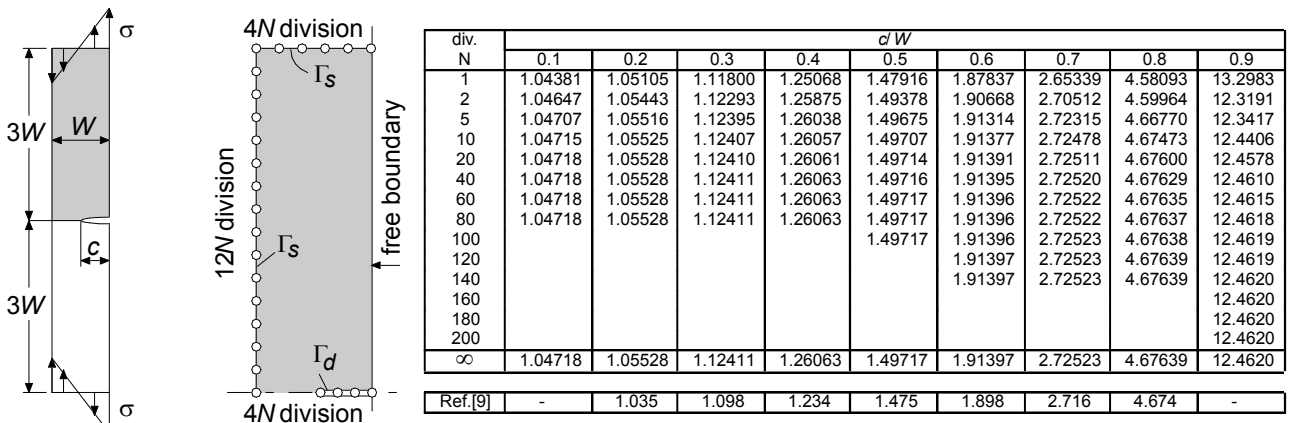 σ
3W
W
c
3W
σ
4N division
Γs
12N division
Γs
free boundary
Γd
4N division
div. c/W
N 0.1 0.2 0.3 0.4 0.5 0.6 0.7 0.8 0.9
1 1.04381 1.05105 1.11800 1.25068 1.47916 1.87837 2.65339 4.58093 13.2983
2 1.04647 1.05443 1.12293 1.25875 1.49378 1.90668 2.70512 4.59964 12.3191
5 1.04707 1.05516 1.12395 1.26038 1.49675 1.91314 2.72315 4.66770 12.3417
10 1.04715 1.05525 1.12407 1.26057 1.49707 1.91377 2.72478 4.67473 12.4406
20 1.04718 1.05528 1.12410 1.26061 1.49714 1.91391 2.72511 4.67600 12.4578
40 1.04718 1.05528 1.12411 1.26063 1.49716 1.91395 2.72520 4.67629 12.4610
60 1.04718 1.05528 1.12411 1.26063 1.49717 1.91396 2.72522 4.67635 12.4615
80 1.04718 1.05528 1.12411 1.26063 1.49717 1.91396 2.72522 4.67637 12.4618
100 1.49717 1.91396 2.72523 4.67638 12.4619
120 1.91397 2.72523 4.67639 12.4619
140 1.91397 2.72523 4.67639 12.4620
160 12.4620
180 12.4620
200 12.4620
∞ 1.04718 1.05528 1.12411 1.26063 1.49717 1.91397 2.72523 4.67639 12.4620
Ref.[9] - 1.035 1.098 1.234 1.475 1.898 2.716 4.674 -